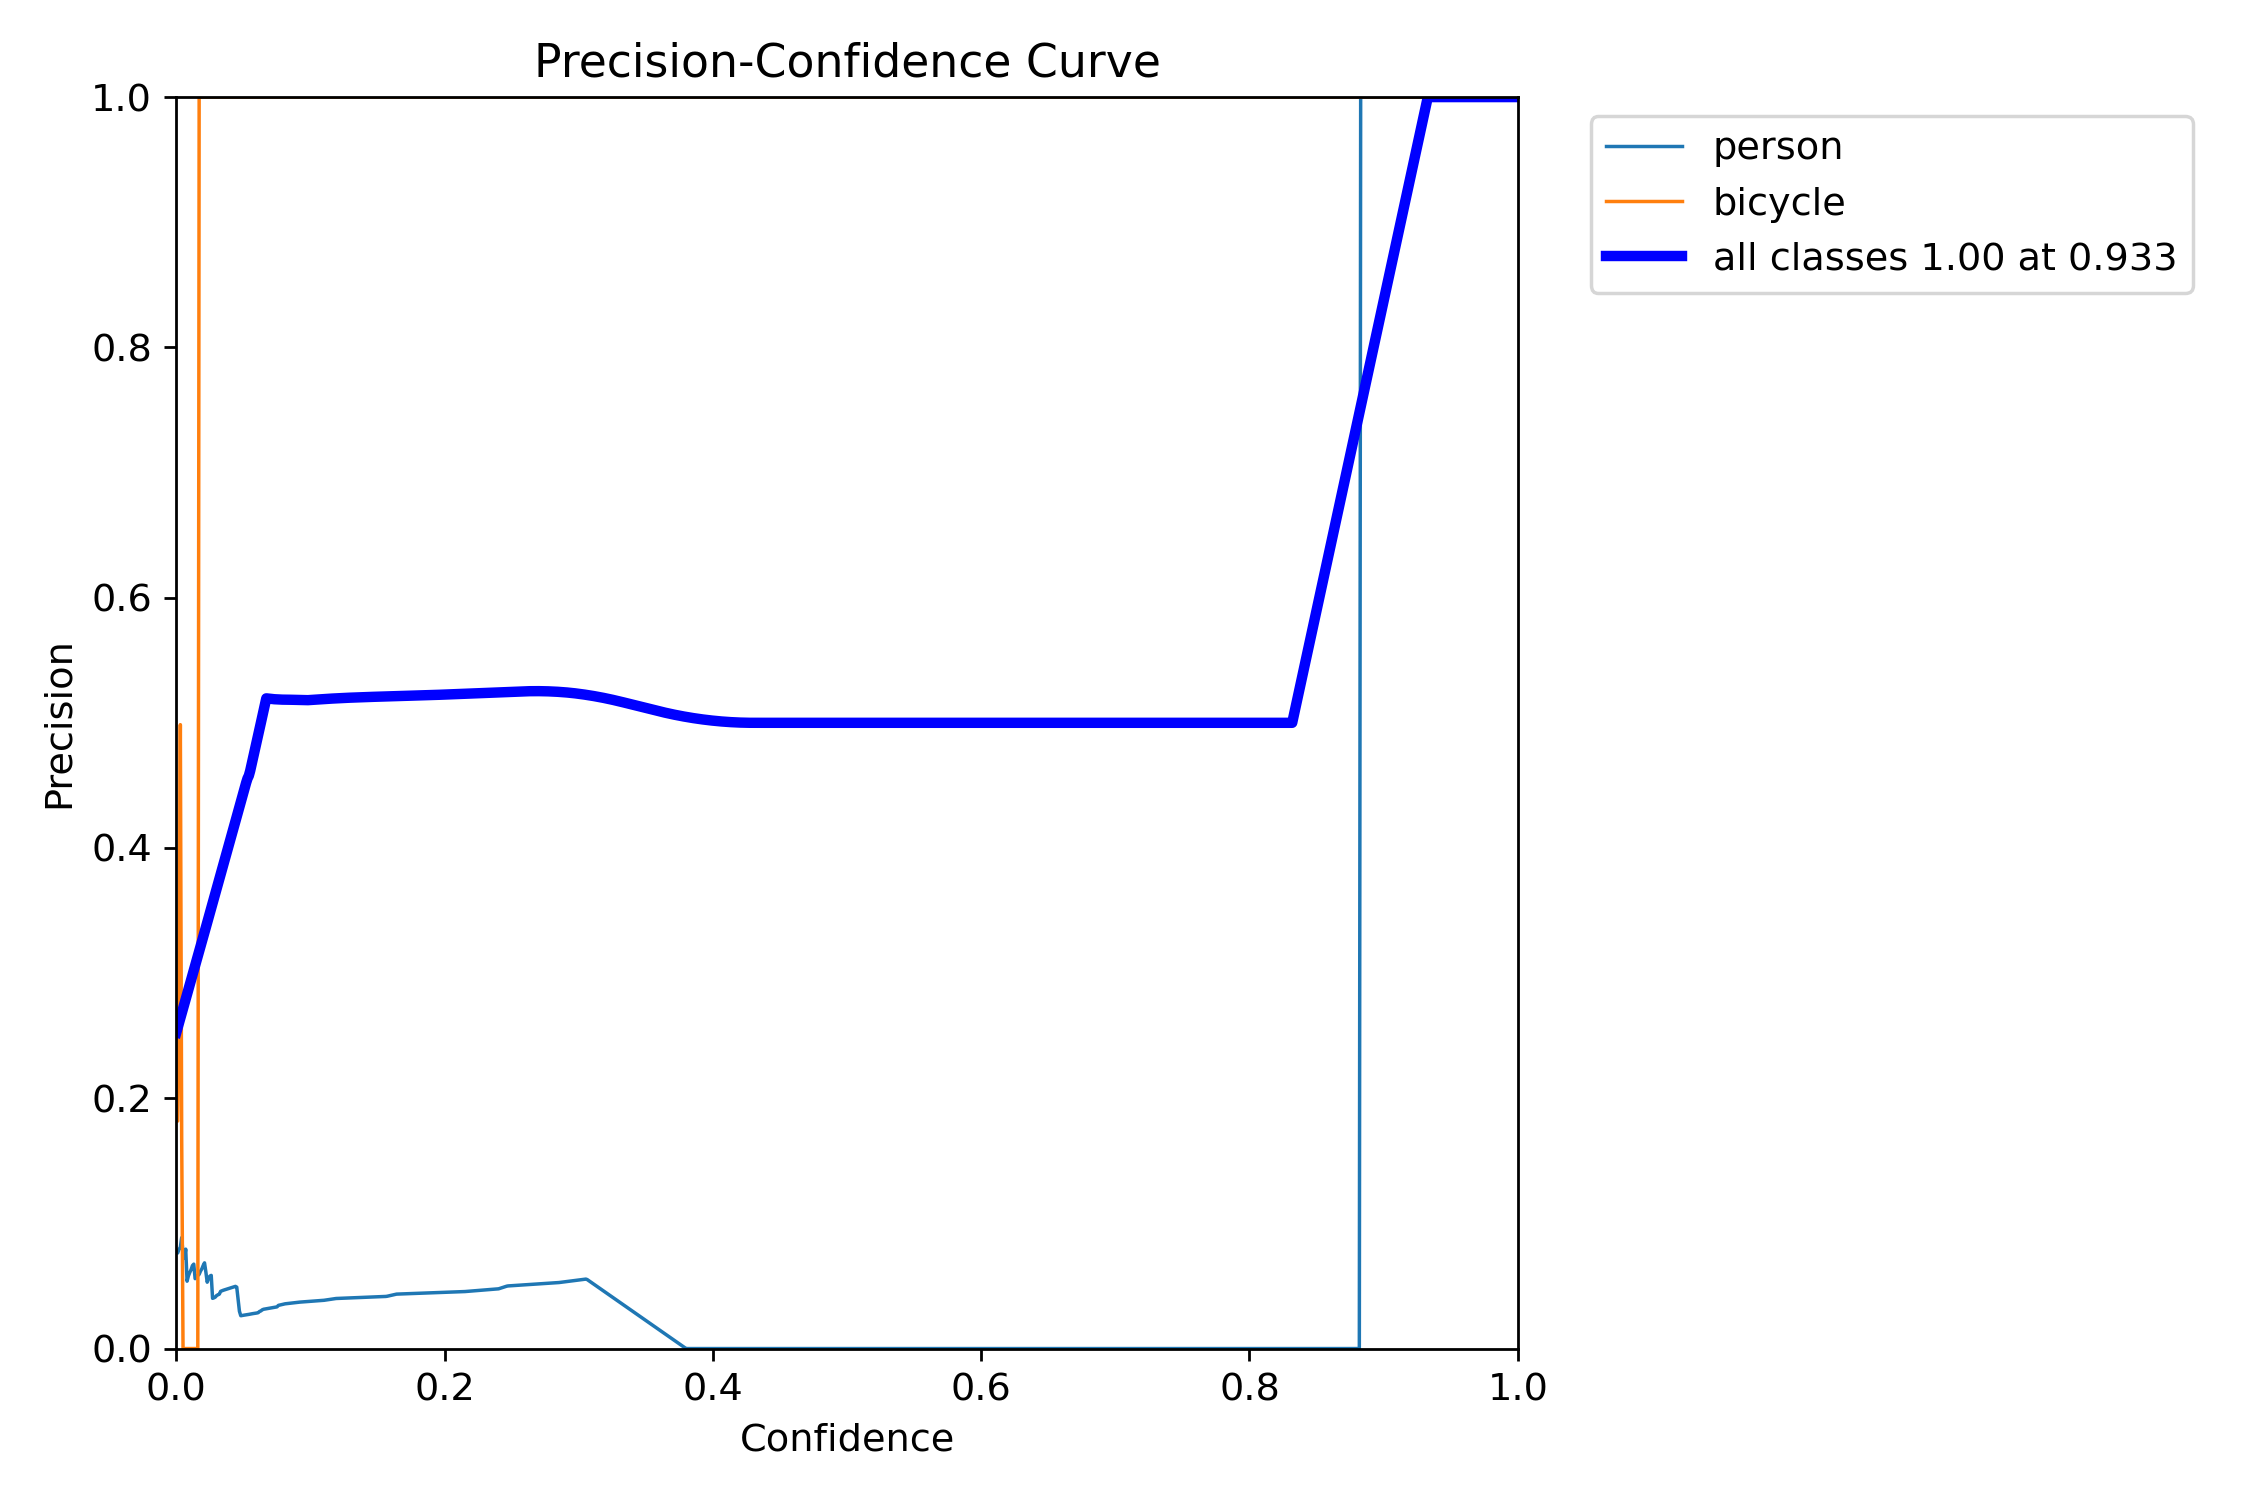 Precision-Confidence Curve
1.0
0.8
0.6
0.4
0.2
0.0
Precision
0.0 0.2 0.4 0.6 0.8 1.0
Confidence
person
bicycle
all classes 1.00 at 0.933